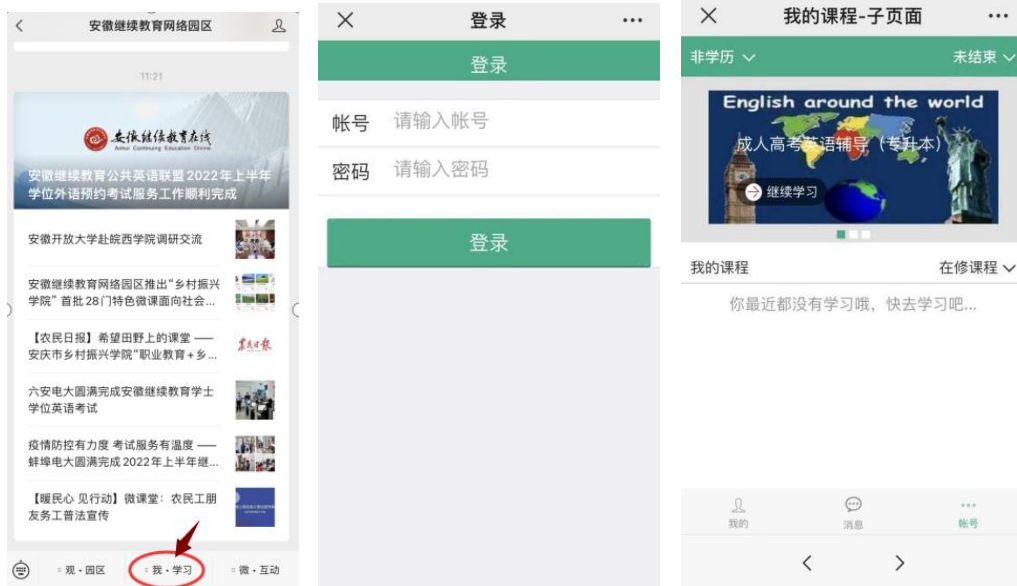 安徽继续教育网络园区
11:21
安徽继续教育在线
Anhui Continuing Education Online
安徽继续教育公共英语联盟2022年上半年
学位外语预约考试服务工作顺利完成
安徽开放大学赴皖西学院调研交流
安徽继续教育网络园区推出“乡村振兴
学院”首批28门特色微课面向社会...
【农民日报】希望田野上的课堂 ——
安庆市乡村振兴学院“职业教育+乡...
农民日报
六安电大圆满完成安徽继续教育学士
学位英语考试
疫情防控有力度 考试服务有温度 ——
蚌埠电大圆满完成2022年上半年继...
【暖民心 见行动】微课堂：农民工朋
友务工普法宣传
观·园区
我·学习
微·互动
登录
登录
帐号 请输入帐号
密码 请输入密码
登录
我的课程-子页面
非学历 未结束
English around the world
成人高考英语辅导（专升本）
继续学习
我的课程 在修课程
你最近都没有学习哦，快去学习吧...
我的 消息 帐号